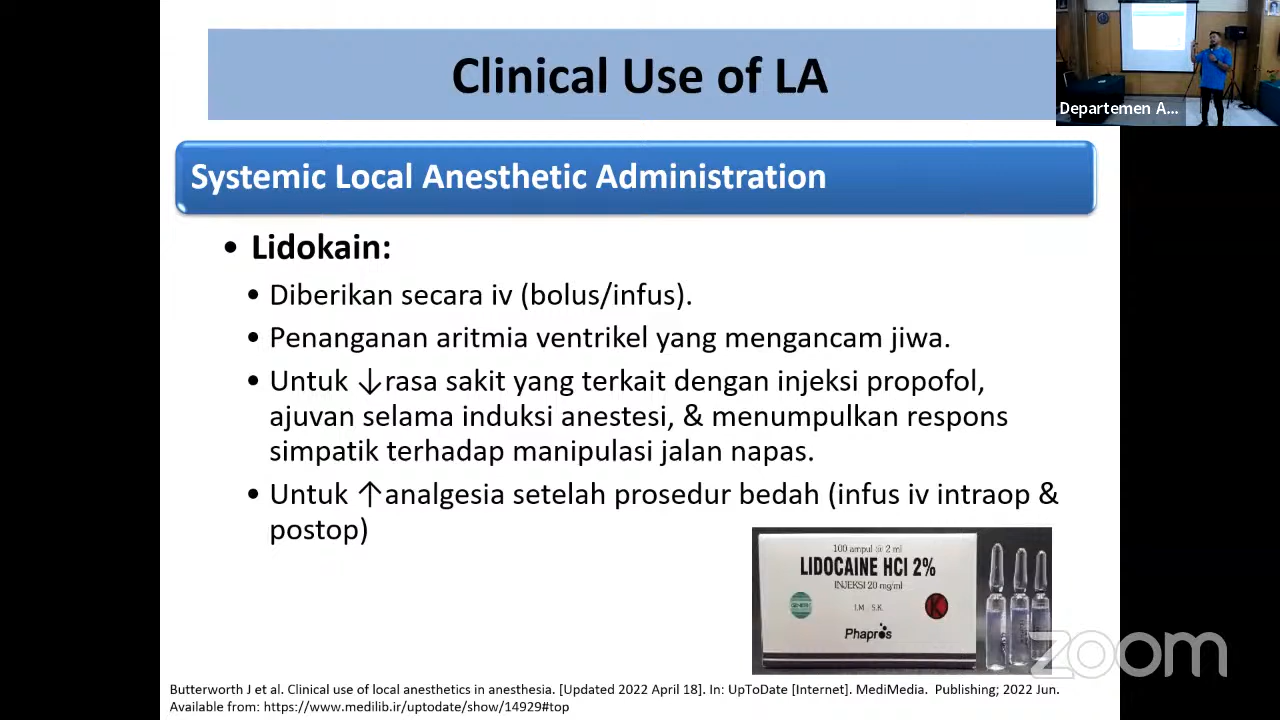 Clinical Use of LA
Departemen A...
Systemic Local Anesthetic Administration
• Lidokain:
• Diberikan secara iv (bolus/infus).
• Penanganan aritmia ventrikel yang mengancam jiwa.
• Untuk ↓rasa sakit yang terkait dengan injeksi propofol,
ajuvan selama induksi anestesi, & menumpulkan respons
simpatik terhadap manipulasi jalan napas.
• Untuk ↑analgesia setelah prosedur bedah (infus iv intraop &
postop)
100 ampul @ 2 ml
LIDOCAINE HCl 2%
INJEKSI 20 mg/ml
I.M S.K.
K
Phapros
zoom
Butterworth J et al. Clinical use of local anesthetics in anesthesia. [Updated 2022 April 18]. In: UpToDate [Internet]. MediMedia. Publishing; 2022 Jun.
Available from: https://www.medilib.ir/uptodate/show/14929#top